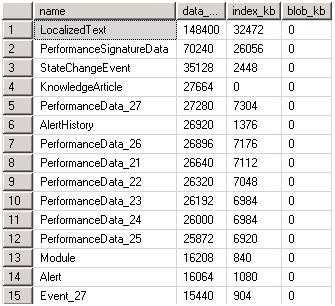 name data_... index_kb blob_kb
1 LocalizedText 148400 32472 0
2 PerformanceSignatureData 70240 26056 0
3 StateChangeEvent 35128 2448 0
4 KnowledgeArticle 27664 0 0
5 PerformanceData_27 27280 7304 0
6 AlertHistory 26920 1376 0
7 PerformanceData_26 26896 7176 0
8 PerformanceData_21 26640 7112 0
9 PerformanceData_22 26320 7048 0
10 PerformanceData_23 26192 6984 0
11 PerformanceData_24 26000 6984 0
12 PerformanceData_25 25872 6920 0
13 Module 16208 840 0
14 Alert 16064 1080 0
15 Event_27 15440 904 0